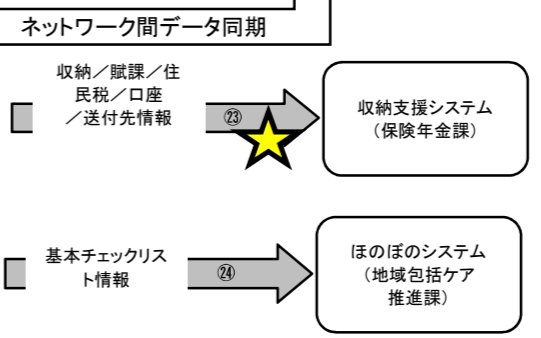 ネットワーク間データ同期
収納／賦課／住
民税／口座
／送付先情報
㉓
収納支援システム
（保険年金課）
基本チェックリス
ト情報
㉔
ほのぼのシステム
（地域包括ケア
推進課）